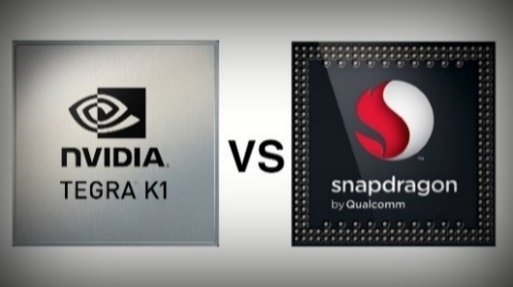 NVIDIA.
TEGRA K1
VS
snapdragon
by Qualcomm